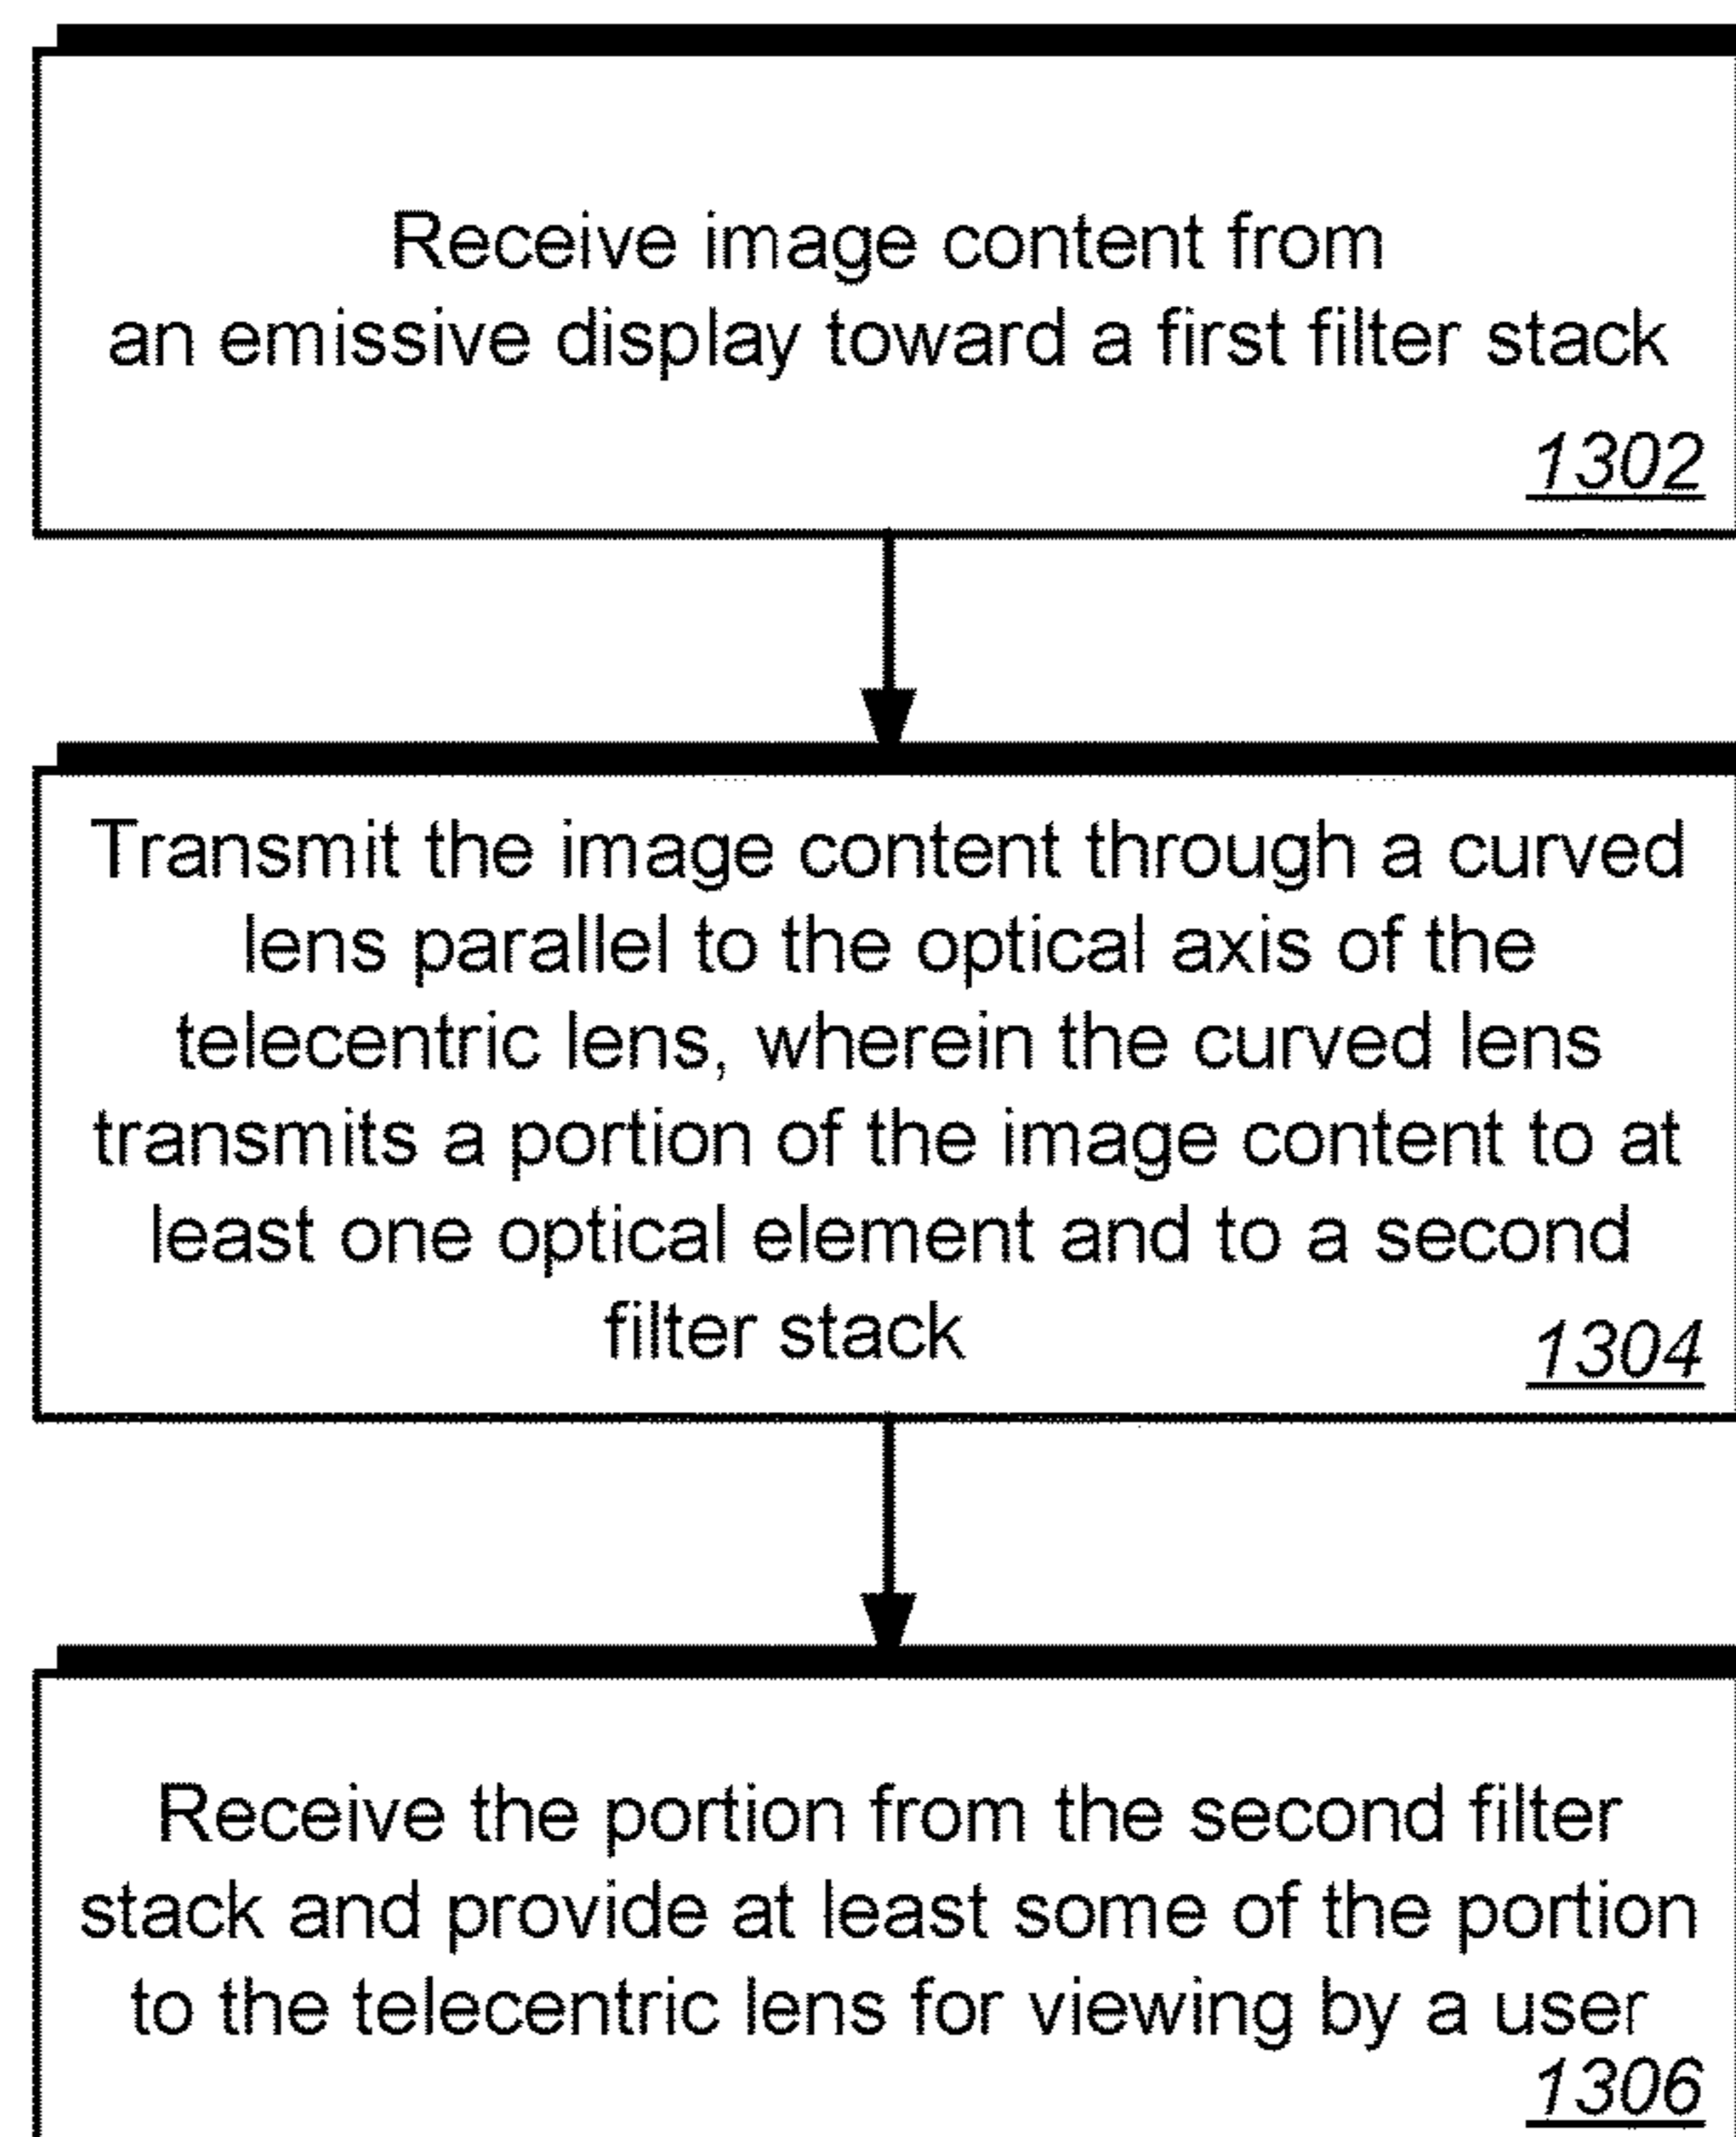 Receive image content from
an emissive display toward a first filter stack
1302
Transmit the image content through a curved
lens parallel to the optical axis of the
telecentric lens, wherein the curved lens
transmits a portion of the image content to at
least one optical element and to a second
filter stack
1304
Receive the portion from the second filter
stack and provide at least some of the portion
to the telecentric lens for viewing by a user
1306